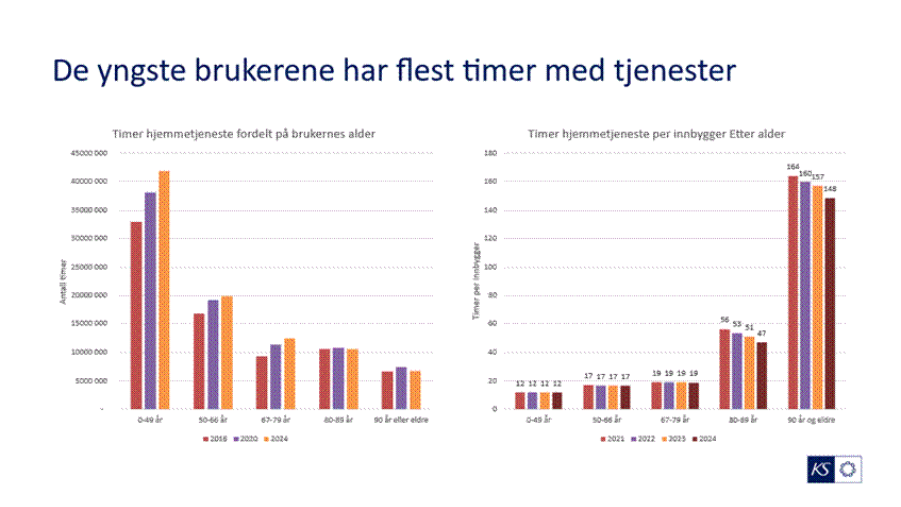 De yngste brukerene har flest timer med tjenester
Timer hjemmetjeneste fordelt på brukernes alder
45000 000
40000 000
35000 000
30000 000
25000 000
20000 000
15000 000
10000 000
5000 000
-
Antall timer
0-49 år
50-66 år
67-79 år
80-89 år
90 år eller eldre
2016 2020 2024
Timer hjemmetjeneste per innbygger Etter alder
180
160
140
120
100
80
60
40
20
0
Timer per innbygger
12 12 12 12
17 17 17 17
19 19 19 19
56 53 51 47
164 160 157 148
0-49 år
50-66 år
67-79 år
80-89 år
90 år og eldre
2021 2022 2023 2024
KS